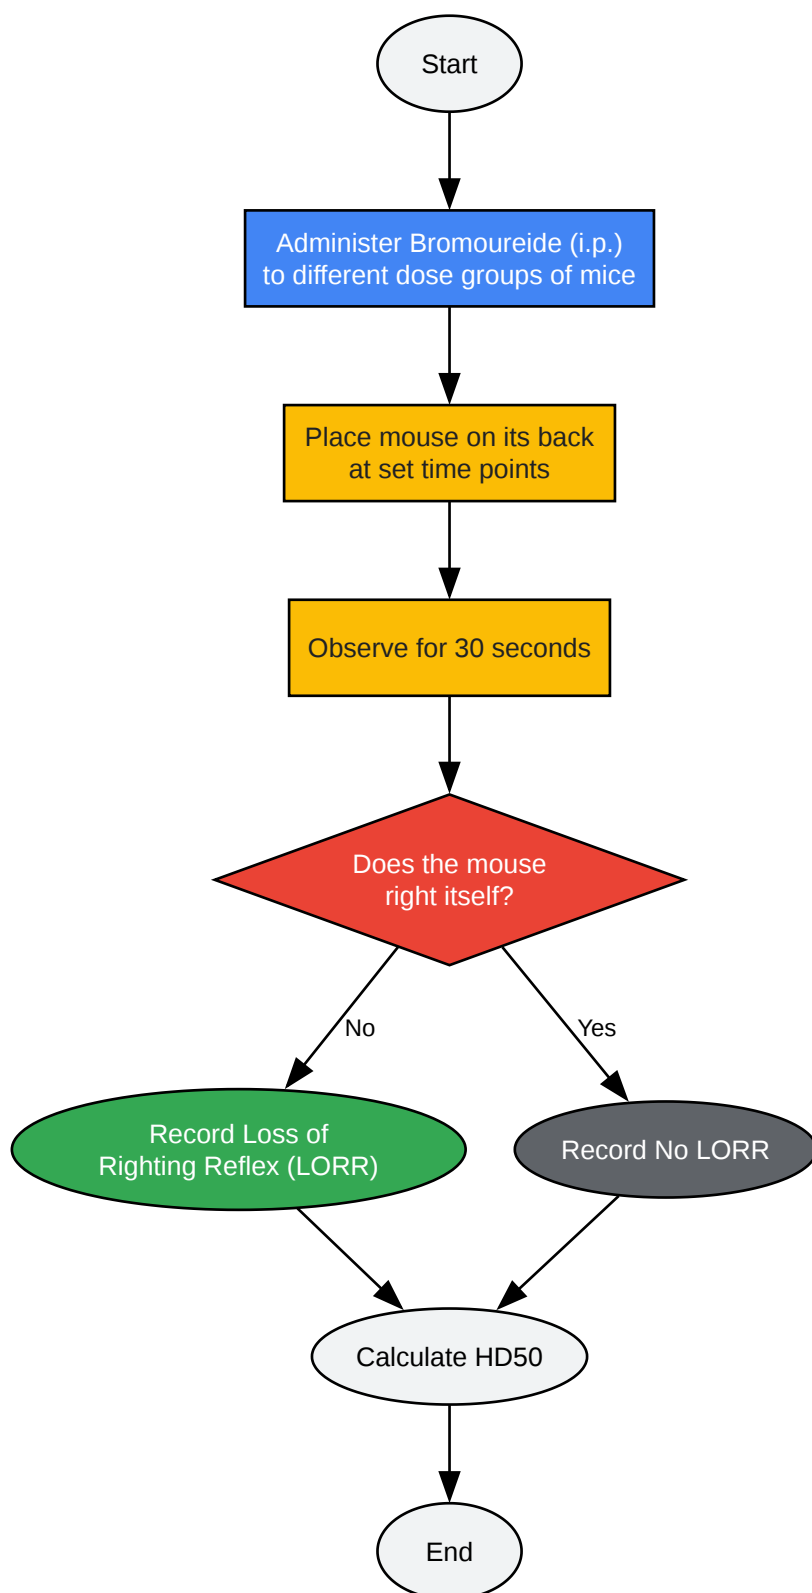 Start
Administer Bromoureide (i.p.)
to different dose groups of mice
Place mouse on its back
at set time points
Observe for 30 seconds
Does the mouse
right itself?
No
Yes
Record Loss of
Righting Reflex (LORR)
Record No LORR
Calculate HD50
End